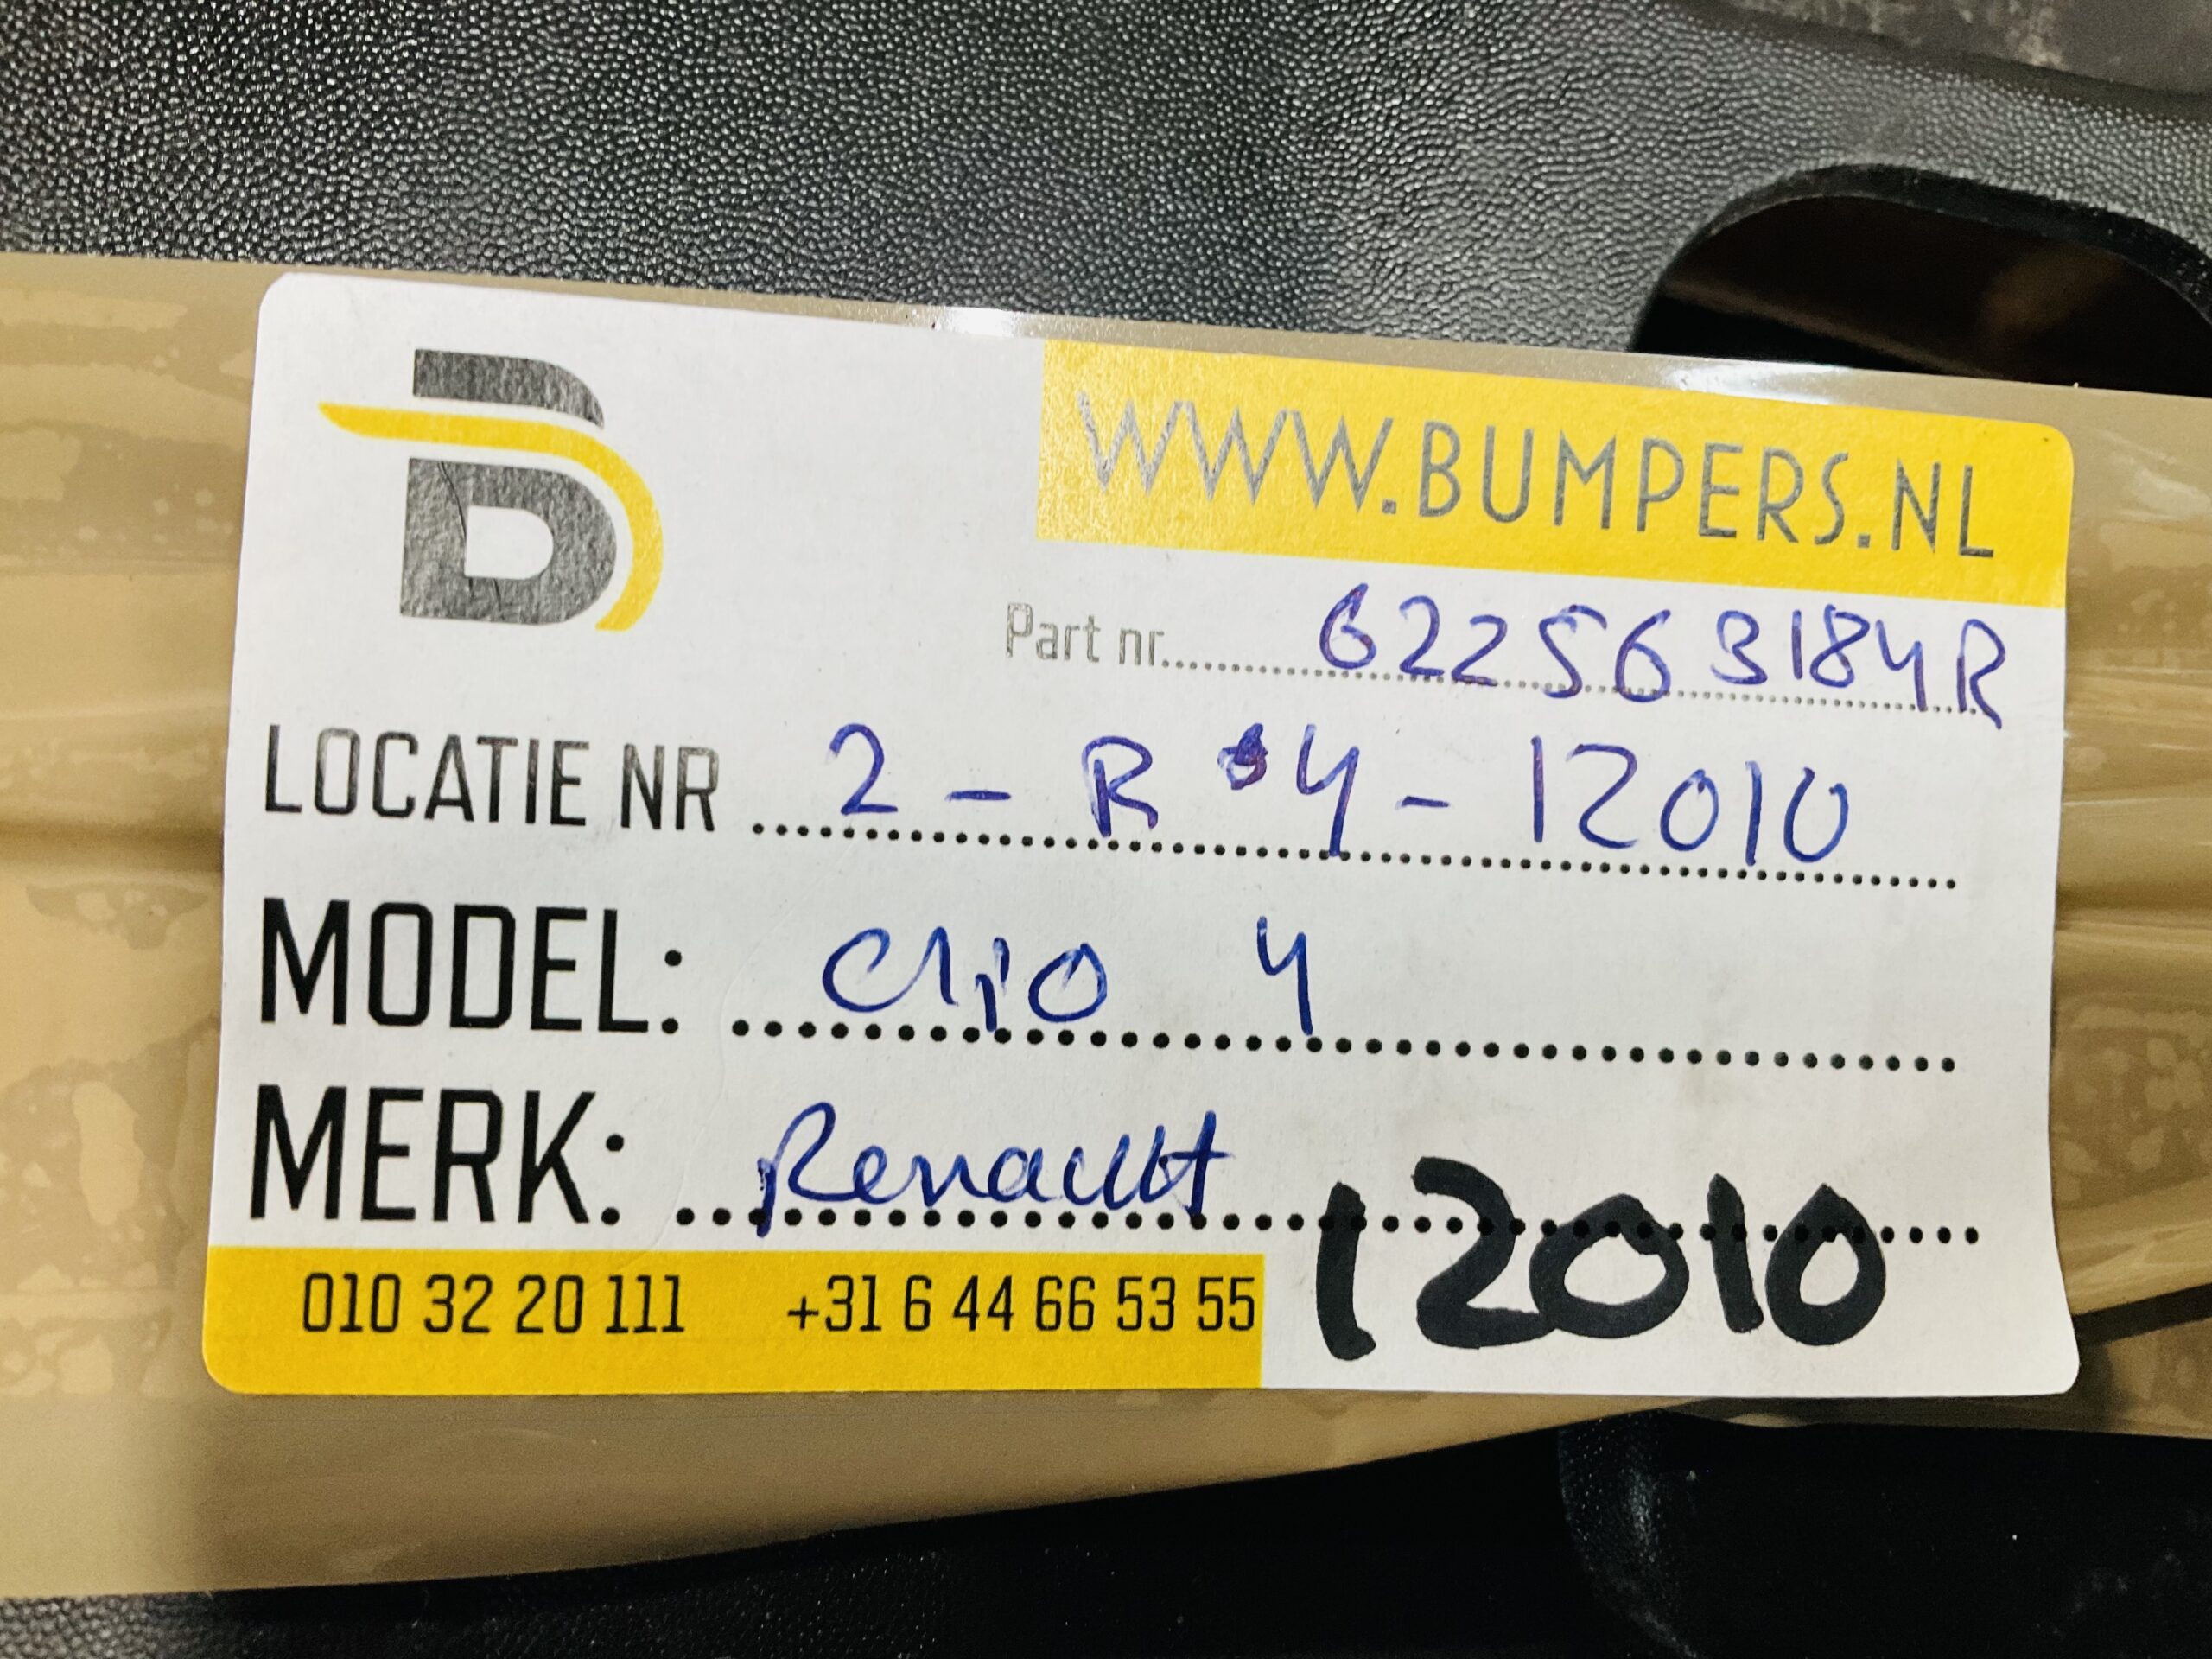 B
WWW.BUMPERS.NL
Part nr. 622563184R
LOCATIE NR 2 - R 4 - 12010
MODEL: Clio 4
MERK: Renault
12010
010 32 20 111 +31 6 44 66 53 55